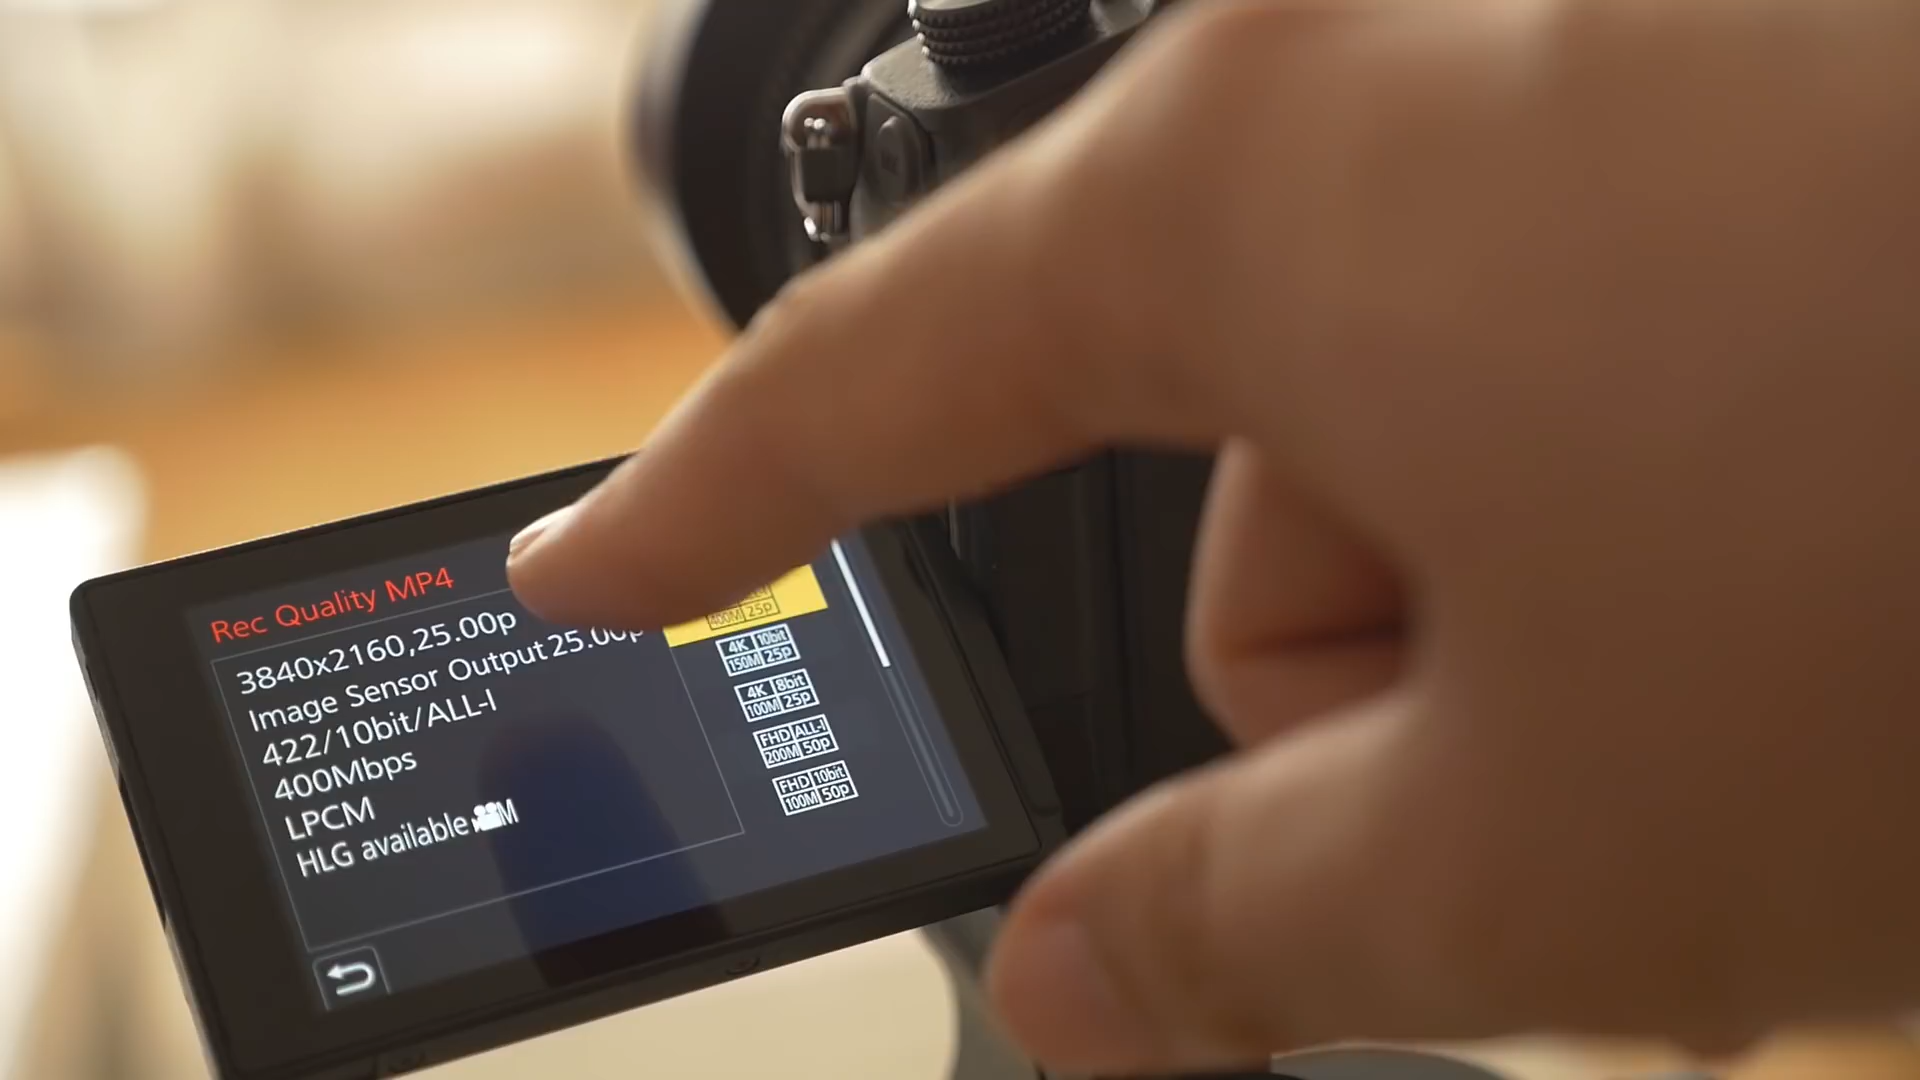 Rec Quality MP4
3840x2160,25.00p
Image Sensor Output 25.00p
422/10bit/ALL-I
400Mbps
LPCM
HLG available M
400M 25p
4K 10bit
150M 25p
4K 8bit
100M 25p
FHD ALL-I
200M 50p
FHD 10bit
100M 50p